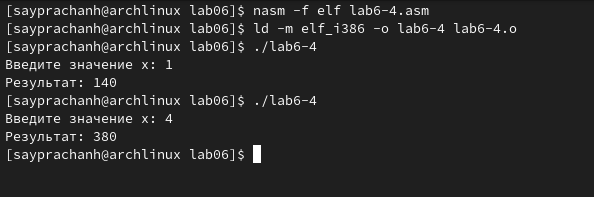 [sayprachanh@archlinux lab06]$ nasm -f elf lab6-4.asm
[sayprachanh@archlinux lab06]$ ld -m elf_i386 -o lab6-4 lab6-4.o
[sayprachanh@archlinux lab06]$ ./lab6-4
Введите значение x: 1
Результат: 140
[sayprachanh@archlinux lab06]$ ./lab6-4
Введите значение x: 4
Результат: 380
[sayprachanh@archlinux lab06]$